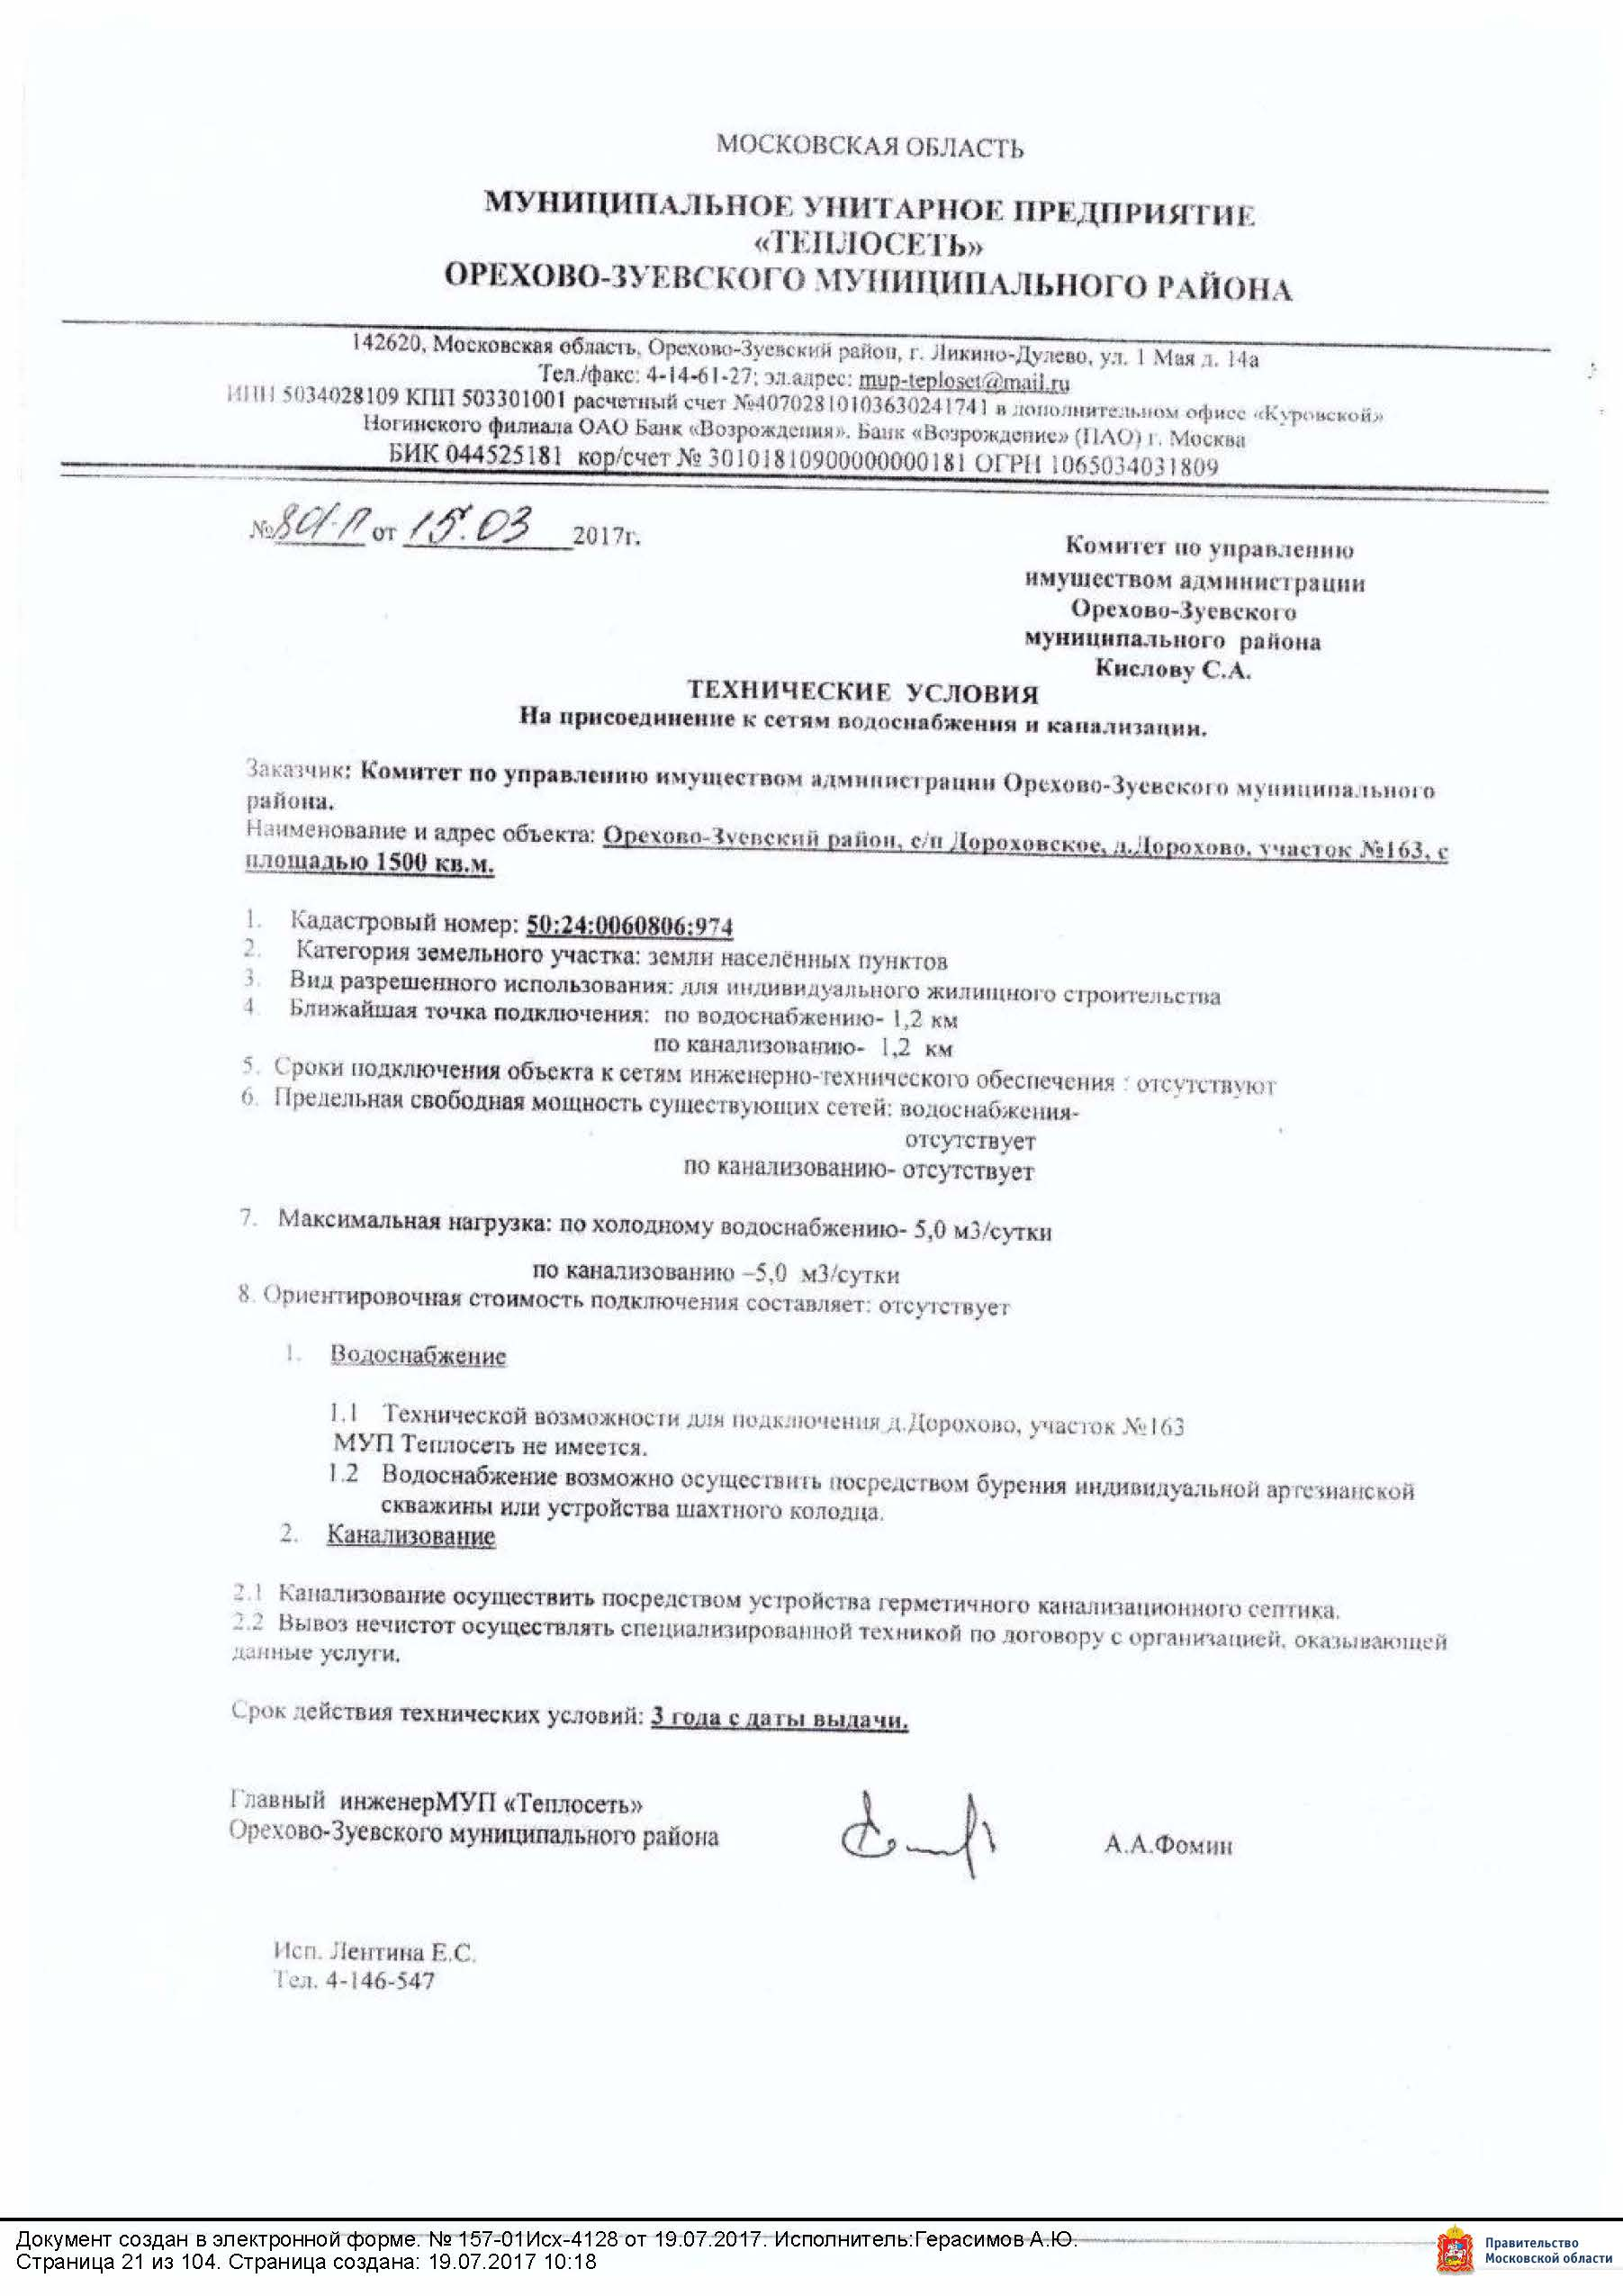 МОСКОВСКАЯ ОБЛАСТЬ
МУНИЦИПАЛЬНОЕ УНИТАРНОЕ ПРЕДПРИЯТИЕ
«ТЕПЛОСЕТЬ»
ОРЕХОВО-ЗУЕВСКОГО МУНИЦИПАЛЬНОГО РАЙОНА
142620, Московская область, Орехово-Зуевский район, г. Ликино-Дулево, ул. 1 Мая д. 14а
Тел./факс: 4-14-61-27; эл.адрес: mup-teploset@mail.ru
ИНН 5034028109 КПП 503301001 расчетный счет №40702810103630241741 в дополнительном офисе «Куровской»
Ногинского филиала ОАО Банк «Возрождения». Банк «Возрождение» (ПАО) г. Москва
БИК 044525181 кор/счет № 30101810900000000181 ОГРН 1065034031809
№801-П от 15.03 2017г.
Комитет по управлению
имуществом администрации
Орехово-Зуевского
муниципального района
Кислову С.А.
ТЕХНИЧЕСКИЕ УСЛОВИЯ
На присоединение к сетям водоснабжения и канализации.
Заказчик: Комитет по управлению имуществом администрации Орехово-Зуевского муниципального
района.
Наименование и адрес объекта: Орехово-Зуевский район, с/п Дороховское, д.Дорохово, участок №163, с
площадью 1500 кв.м.
1. Кадастровый номер: 50:24:0060806:974
2. Категория земельного участка: земли населённых пунктов
3. Вид разрешенного использования: для индивидуального жилищного строительства
4 Ближайшая точка подключения: по водоснабжению- 1,2 км
по канализованию- 1,2 км
5. Сроки подключения объекта к сетям инженерно-технического обеспечения : отсутствуют
6. Предельная свободная мощность существующих сетей: водоснабжения-
отсутствует
по канализованию- отсутствует
7. Максимальная нагрузка: по холодному водоснабжению- 5,0 м3/сутки
по канализованию –5,0 м3/сутки
8. Ориентировочная стоимость подключения составляет: отсутствует
1. Водоснабжение
1.1 Технической возможности для подключения д.Дорохово, участок №163
МУП Теплосеть не имеется.
1.2 Водоснабжение возможно осуществить посредством бурения индивидуальной артезианской
скважины или устройства шахтного колодца.
2. Канализование
2.1 Канализование осуществить посредством устройства герметичного канализационного септика.
2.2 Вывоз нечистот осуществлять специализированной техникой по договору с организацией, оказывающей
данные услуги.
Срок действия технических условий: 3 года с даты выдачи.
Главный инженерМУП «Теплосеть»
Орехово-Зуевского муниципального района
А.А.Фомин
Исп. Лентина Е.С.
Тел. 4-146-547
Документ создан в электронной форме. № 157-01Исх-4128 от 19.07.2017. Исполнитель:Герасимов А.Ю.
Страница 21 из 104. Страница создана: 19.07.2017 10:18
Правительство
Московской области